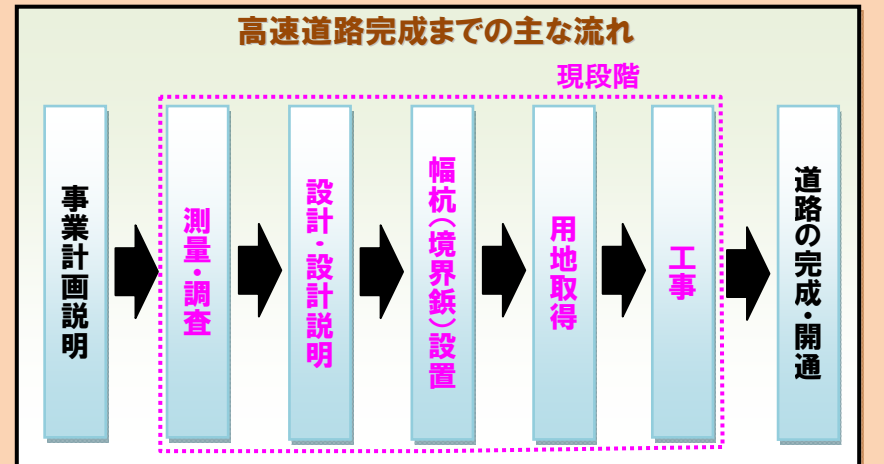 高速道路完成までの主な流れ
現段階
事業計画説明
測量・調査
設計・設計説明
幅杭（境界鋲）設置
用地取得
工事
道路の完成・開通